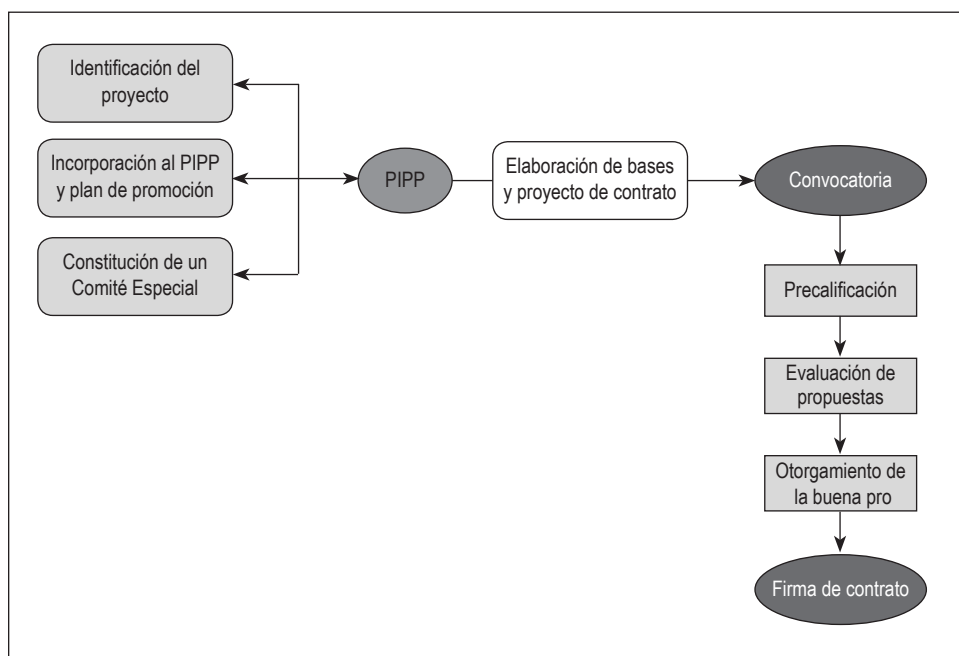 Identificación del
proyecto
Incorporación al PIPP
y plan de promoción
Constitución de un
Comité Especial
PIPP
Elaboración de bases
y proyecto de contrato
Convocatoria
Precalificación
Evaluación de
propuestas
Otorgamiento de
la buena pro
Firma de contrato